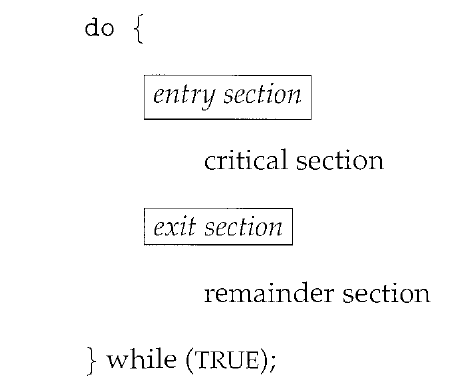 do {
entry section
critical section
exit section
remainder section
} while (TRUE);